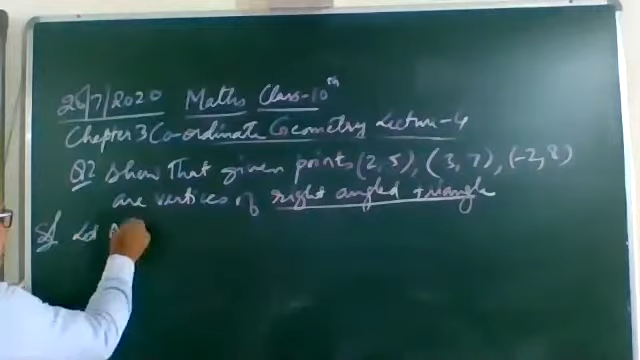 26/7/2020 Maths Class-10th
Chapter 3 Co-ordinate Geometry Lecture-4
Q2 Show that given points (2, 5), (3, 7), (-2, 8)
are vertices of right angled triangle
Sol Let A